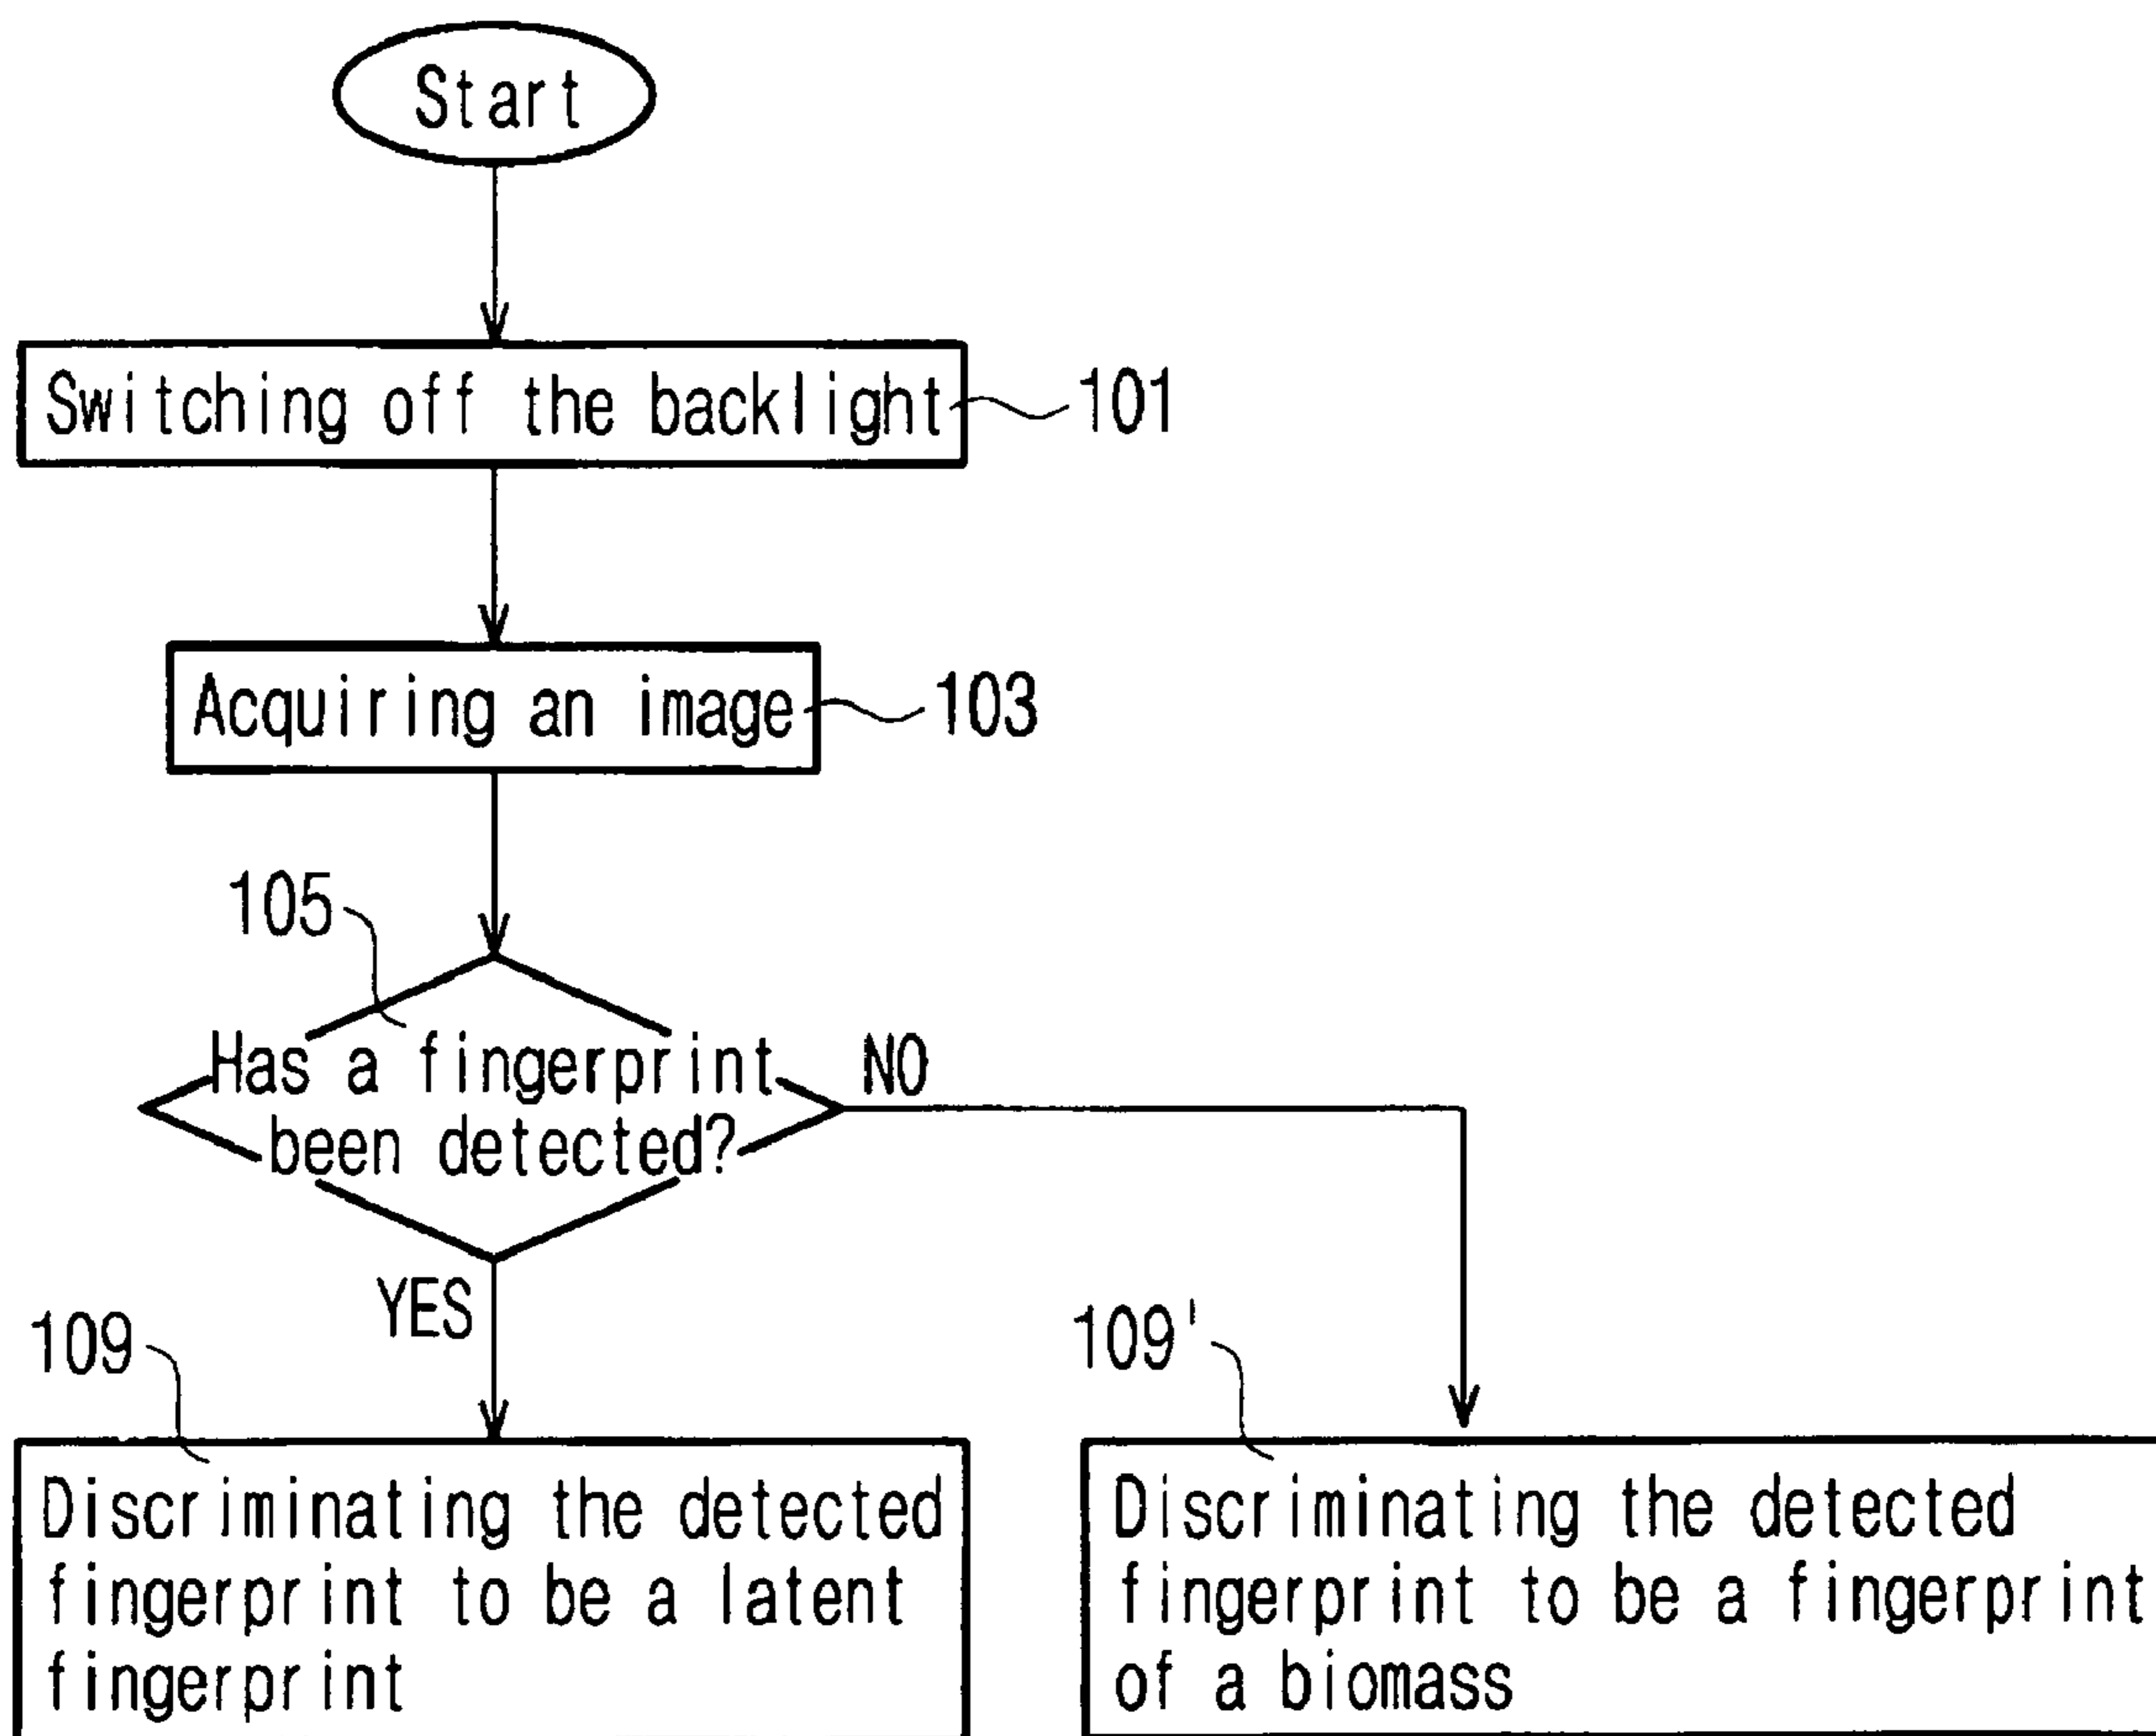 Start
Switching off the backlight
101
Acquiring an image
103
105
Has a fingerprint
been detected?
NO
YES
109
Discriminating the detected
fingerprint to be a latent
fingerprint
109'
Discriminating the detected
fingerprint to be a fingerprint
of a biomass